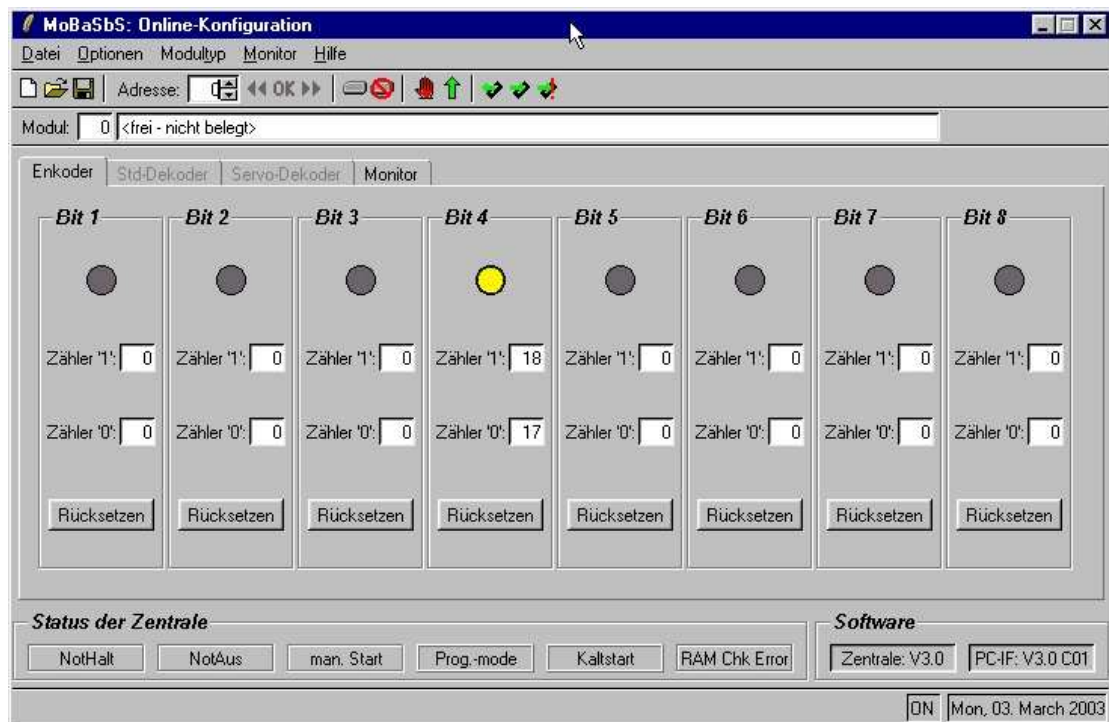 MoBaSbS: Online-Konfiguration
Datei Optionen Modultyp Monitor Hilfe
Adresse: 0 OK
Modul: 0 <frei - nicht belegt>
Enkoder Std-Dekoder Servo-Dekoder Monitor
Bit 1 Bit 2 Bit 3 Bit 4 Bit 5 Bit 6 Bit 7 Bit 8
Zähler '1': 0 Zähler '1': 0 Zähler '1': 0 Zähler '1': 18 Zähler '1': 0 Zähler '1': 0 Zähler '1': 0 Zähler '1': 0
Zähler '0': 0 Zähler '0': 0 Zähler '0': 0 Zähler '0': 17 Zähler '0': 0 Zähler '0': 0 Zähler '0': 0 Zähler '0': 0
Rücksetzen Rücksetzen Rücksetzen Rücksetzen Rücksetzen Rücksetzen Rücksetzen Rücksetzen
Status der Zentrale Software
NotHalt NotAus man. Start Prog.-mode Kaltstart RAM Chk Error Zentrale: V3.0 PC-IF: V3.0 C01
ON Mon, 03. March 2003